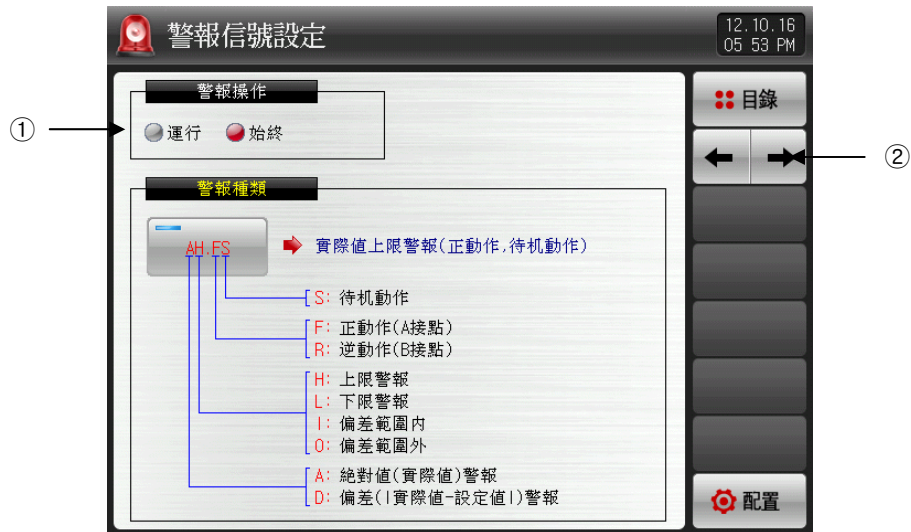 警報信號設定
12.10.16
05 53 PM
警報操作
運行 始終
①
目錄
②
警報種類
AH.FS
實際值上限警報(正動作,待机動作)
S: 待机動作
F: 正動作(A接點)
R: 逆動作(B接點)
H: 上限警報
L: 下限警報
I: 偏差範圍内
O: 偏差範圍外
A: 絶對值(實際值)警報
D: 偏差(|實際值-設定值|)警報
配置